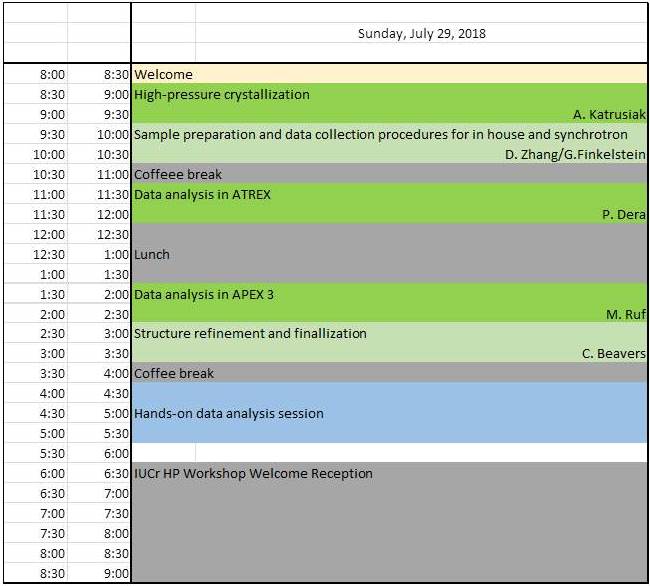 Sunday, July 29, 2018
8:00 8:30 Welcome
8:30 9:00 High-pressure crystallization
9:00 9:30 A. Katrusiak
9:30 10:00 Sample preparation and data collection procedures for in house and synchrotron
10:00 10:30 D. Zhang/G.Finkelstein
10:30 11:00 Coffeee break
11:00 11:30 Data analysis in ATREX
11:30 12:00 P. Dera
12:00 12:30
12:30 1:00 Lunch
1:00 1:30
1:30 2:00 Data analysis in APEX 3
2:00 2:30 M. Ruf
2:30 3:00 Structure refinement and finallization
3:00 3:30 C. Beavers
3:30 4:00 Coffee break
4:00 4:30
4:30 5:00 Hands-on data analysis session
5:00 5:30
5:30 6:00
6:00 6:30 IUCr HP Workshop Welcome Reception
6:30 7:00
7:00 7:30
7:30 8:00
8:00 8:30
8:30 9:00